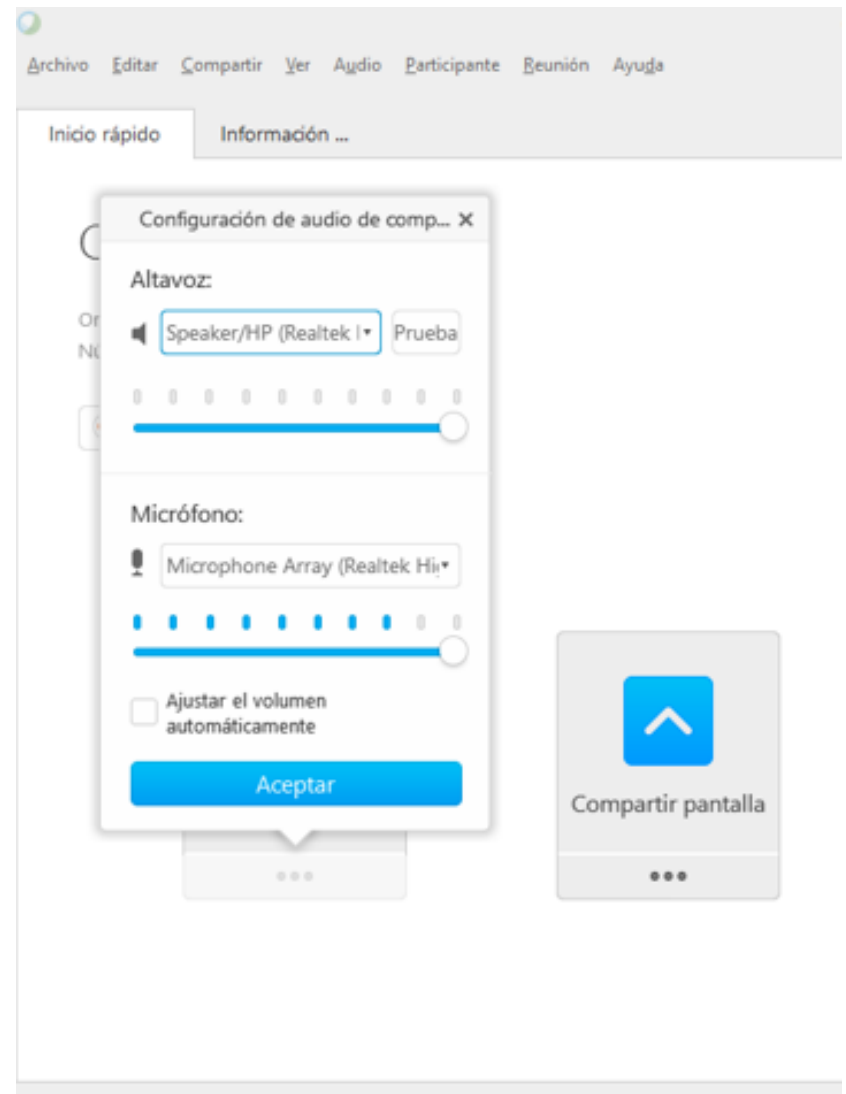 Archivo Editar Compartir Ver Audio Participante Reunión Ayuda
Inicio rápido Información ...
Configuración de audio de comp...
Altavoz:
Speaker/HP (Realtek
Prueba
Micrófono:
Microphone Array (Realtek
Ajustar el volumen
automáticamente
Aceptar
Compartir pantalla